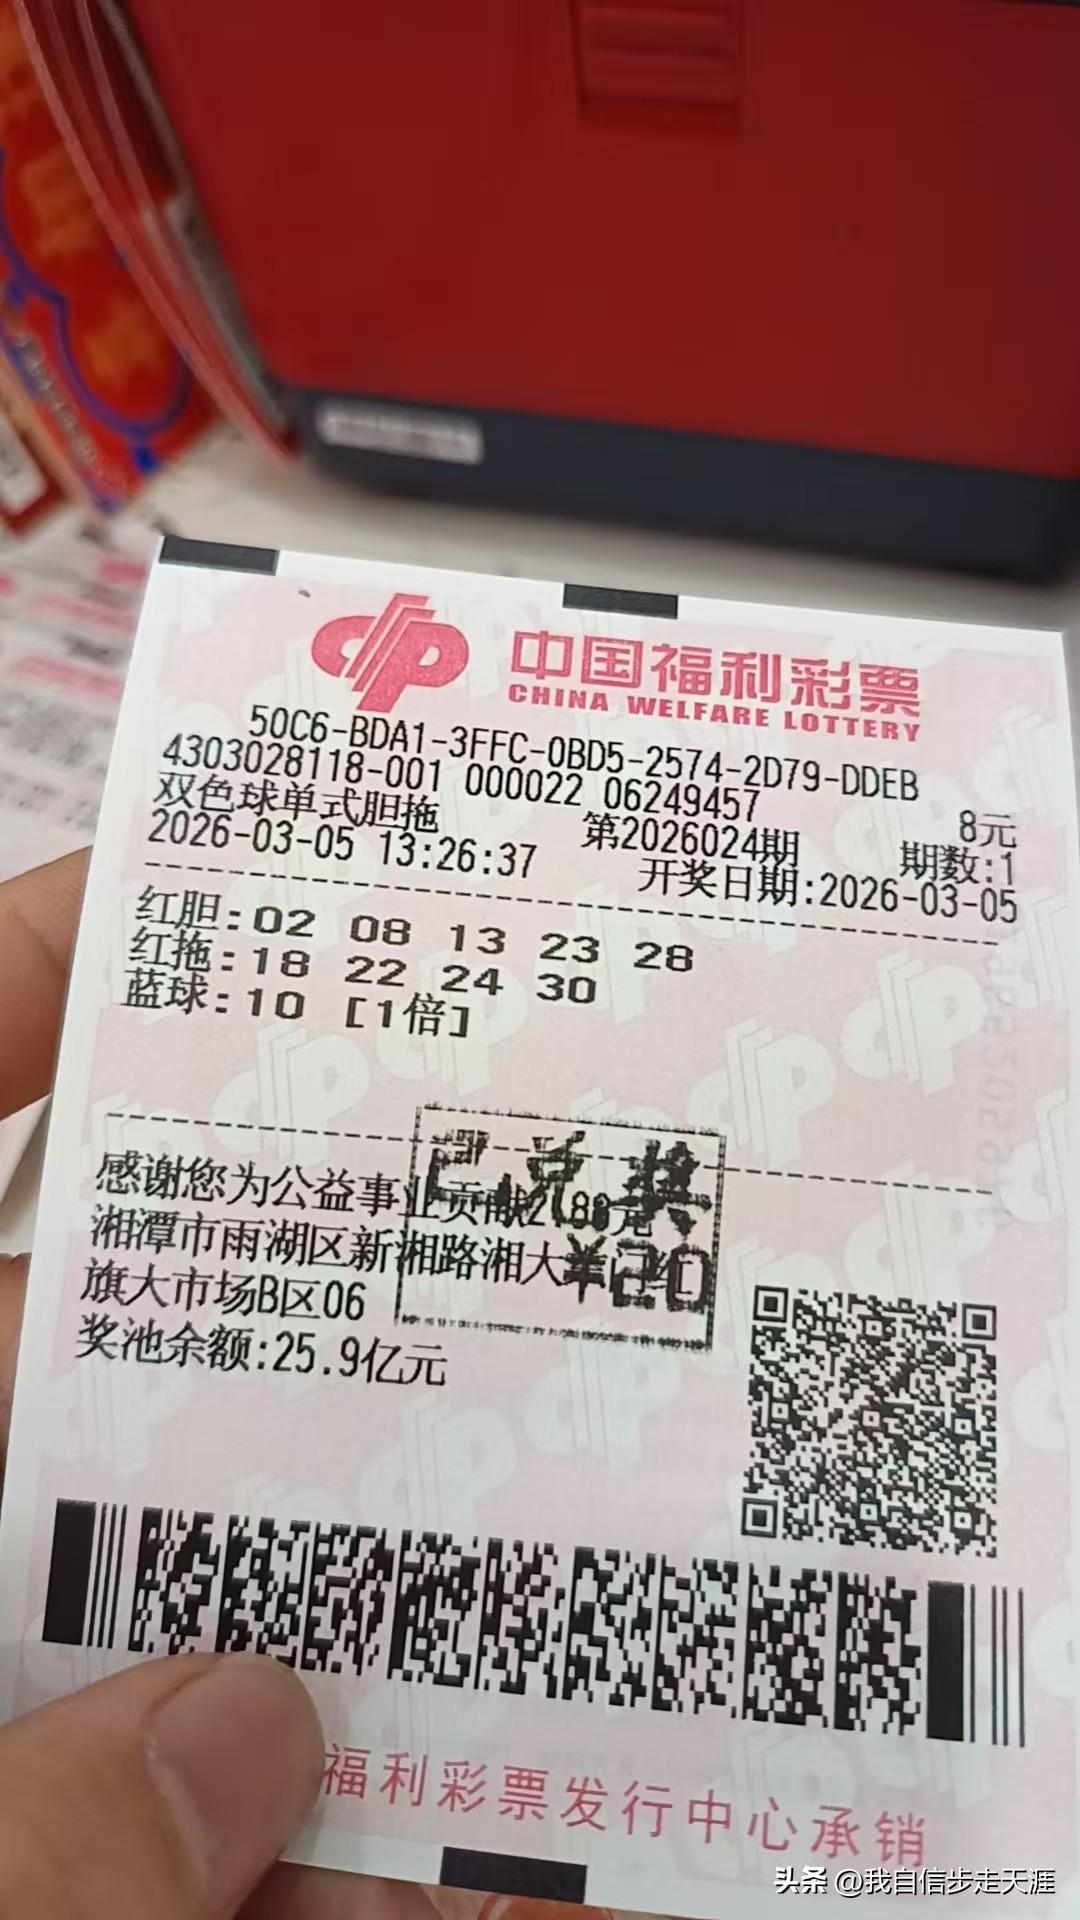 中国福利彩票
CHINA WELFARE LOTTERY
50C6-BDA1-3FFC-0BD5-2574-2D79-DDEB
4303028118-001 000022 06249457 8元
双色球单式胆拖 第2026024期 期数:1
2026-03-05 13:26:37 开奖日期:2026-03-05
红胆:02 08 13 23 28
红拖:18 22 24 30
蓝球:10 [1倍]
已兑奖
感谢您为公益事业贡献2.88元
湘潭市雨湖区新湘路湘大 门红
旗大市场B区06
奖池余额:25.9亿元
福利彩票发行中心承销
头条 @我自信步走天涯